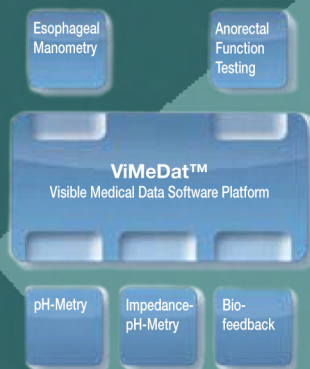 Esophageal
Manometry
Anorectal
Function
Testing
ViMeDat™
Visible Medical Data Software Platform
pH-Metry
Impedance-
pH-Metry
Bio-
feedback